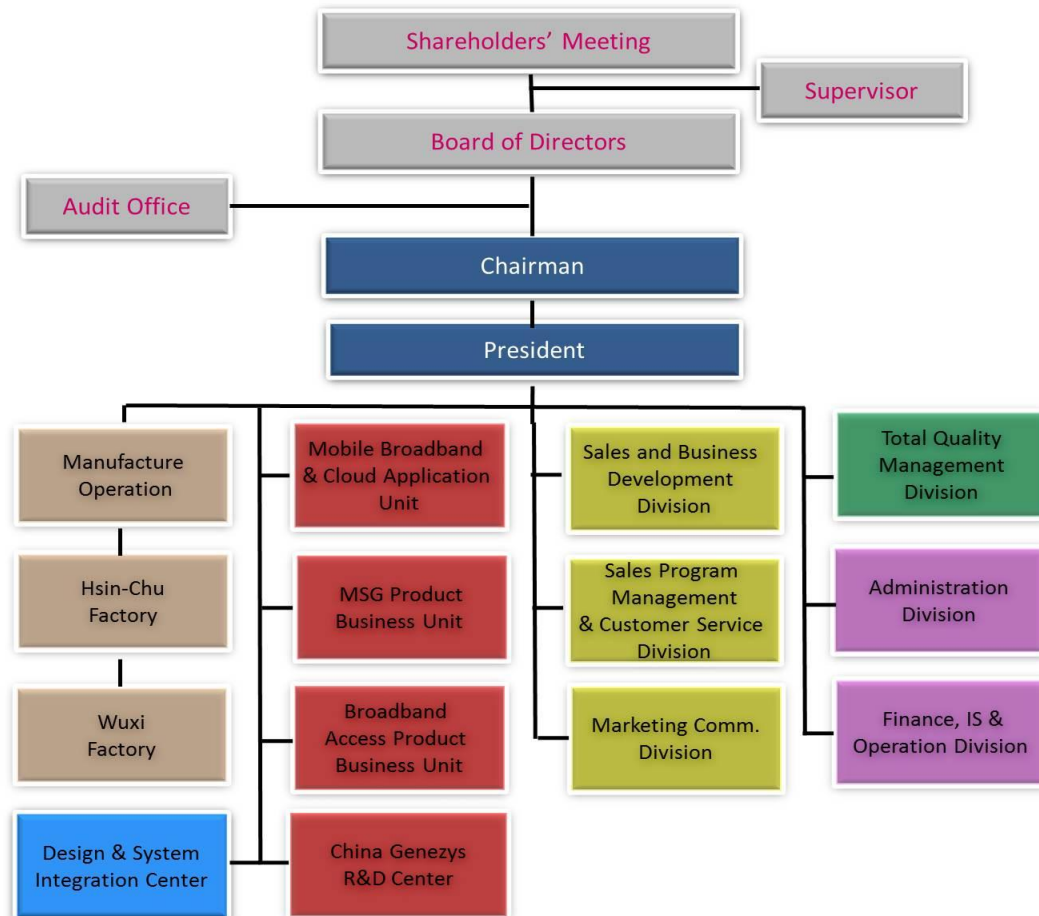 Shareholders’ Meeting
Supervisor
Board of Directors
Audit Office
Chairman
President
Manufacture
Operation
Mobile Broadband
& Cloud Application
Unit
Sales and Business
Development
Division
Total Quality
Management
Division
Hsin-Chu
Factory
MSG Product
Business Unit
Sales Program
Management
& Customer Service
Division
Administration
Division
Wuxi
Factory
Broadband
Access Product
Business Unit
Marketing Comm.
Division
Finance, IS &
Operation Division
Design & System
Integration Center
China Genezys
R&D Center